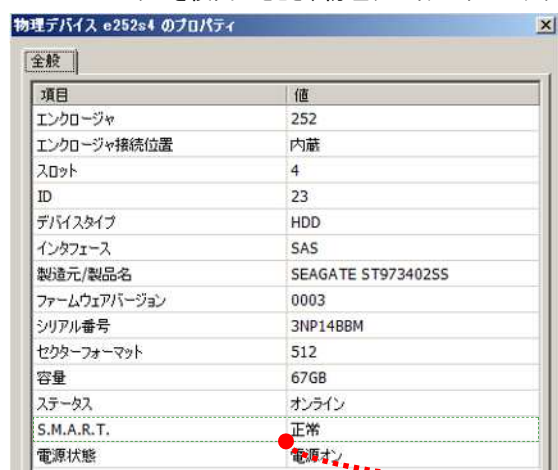 物理デバイス e252s4 のプロパティ
全般
項目 値
エンクロージャ 252
エンクロージャ接続位置 内蔵
スロット 4
ID 23
デバイスタイプ HDD
インタフェース SAS
製造元/製品名 SEAGATE ST973402SS
ファームウェアバージョン 0003
シリアル番号 3NP14BBM
セクターフォーマット 512
容量 67GB
ステータス オンライン
S.M.A.R.T. 正常
電源状態 電源オン